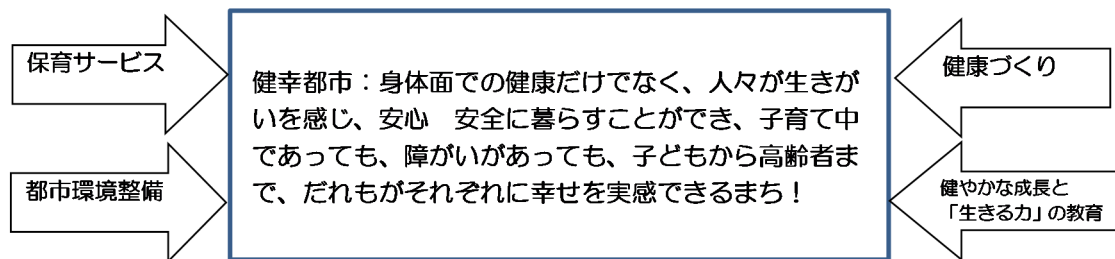 保育サービス
都市環境整備
健幸都市：身体面での健康だけでなく、人々が生きが
いを感じ、安心　安全に暮らすことができ、子育て中
であっても、障がいがあっても、子どもから高齢者ま
で、だれもがそれぞれに幸せを実感できるまち！
健康づくり
健やかな成長と
「生きる力」の教育